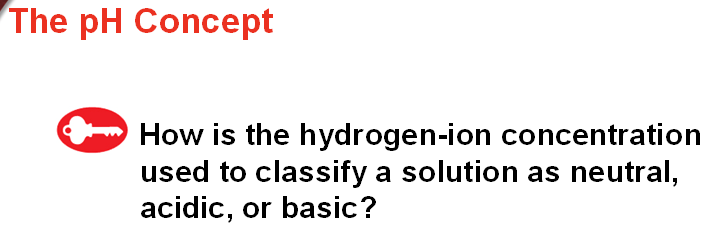 The pH Concept
How is the hydrogen-ion concentration
used to classify a solution as neutral,
acidic, or basic?